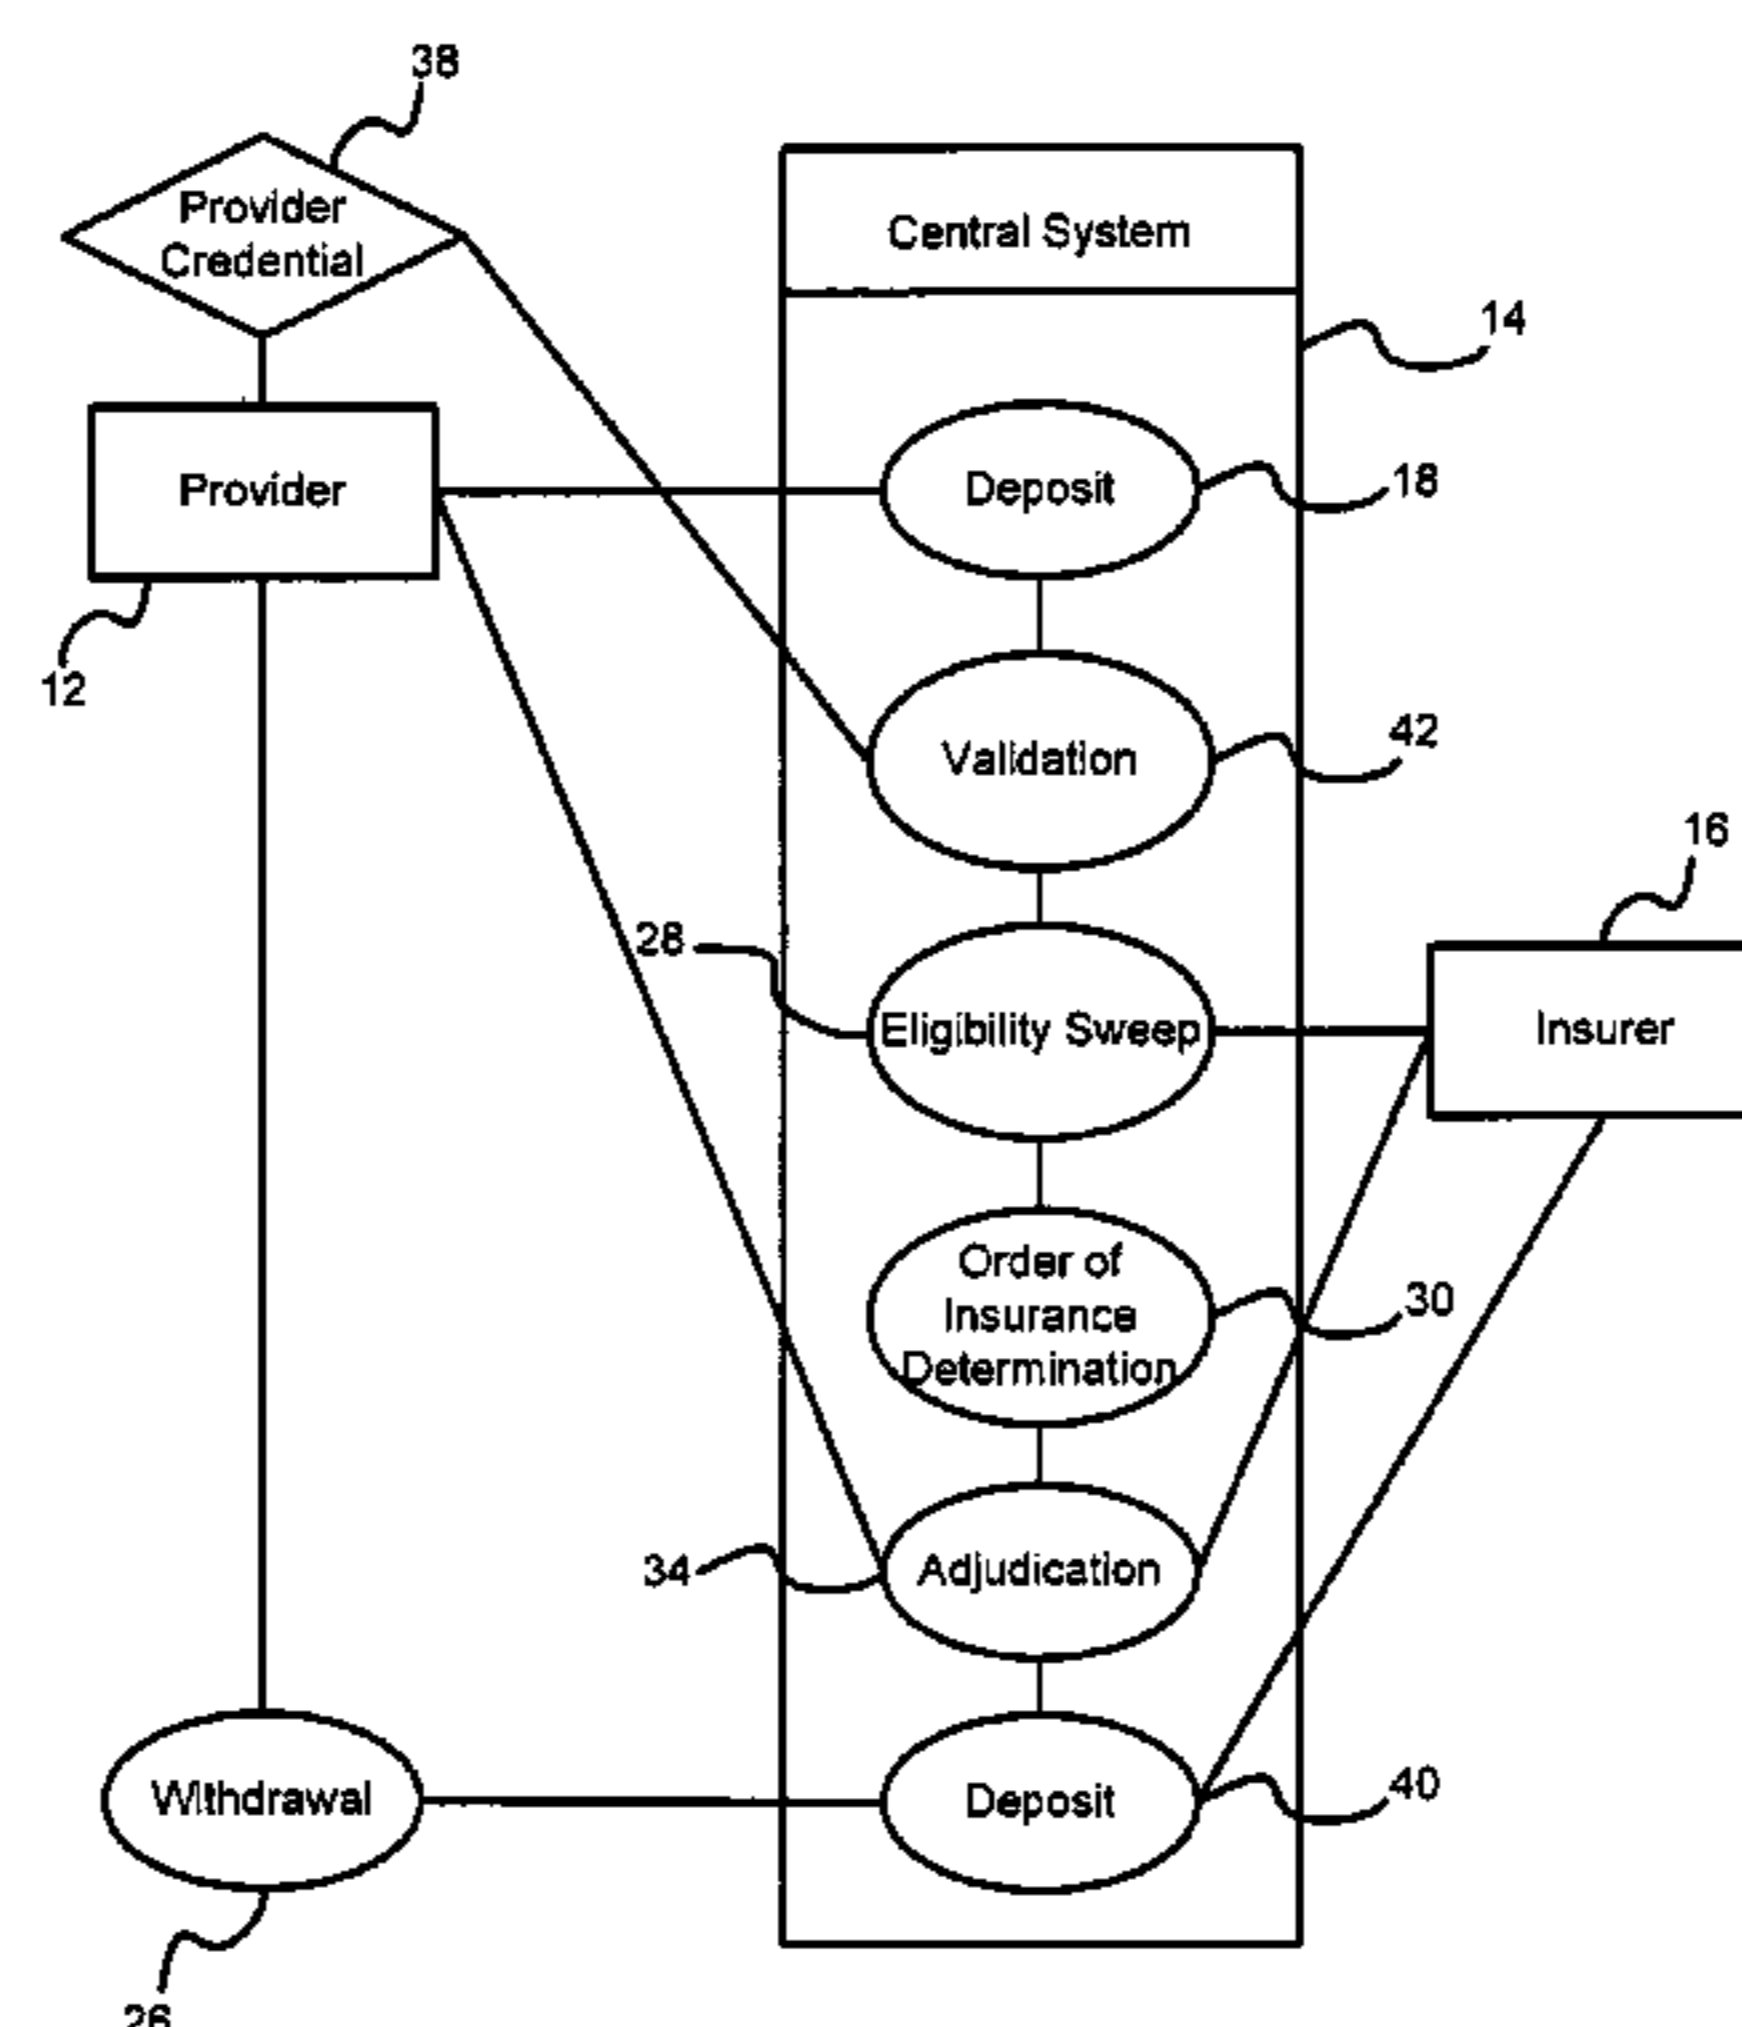 38
Provider
Credential
Central System
14
Provider
Deposit
18
12
Validation
42
16
28
Eligibility Sweep
Insurer
Order of
Insurance
Determination
30
34
Adjudication
Withdrawal
Deposit
40
26